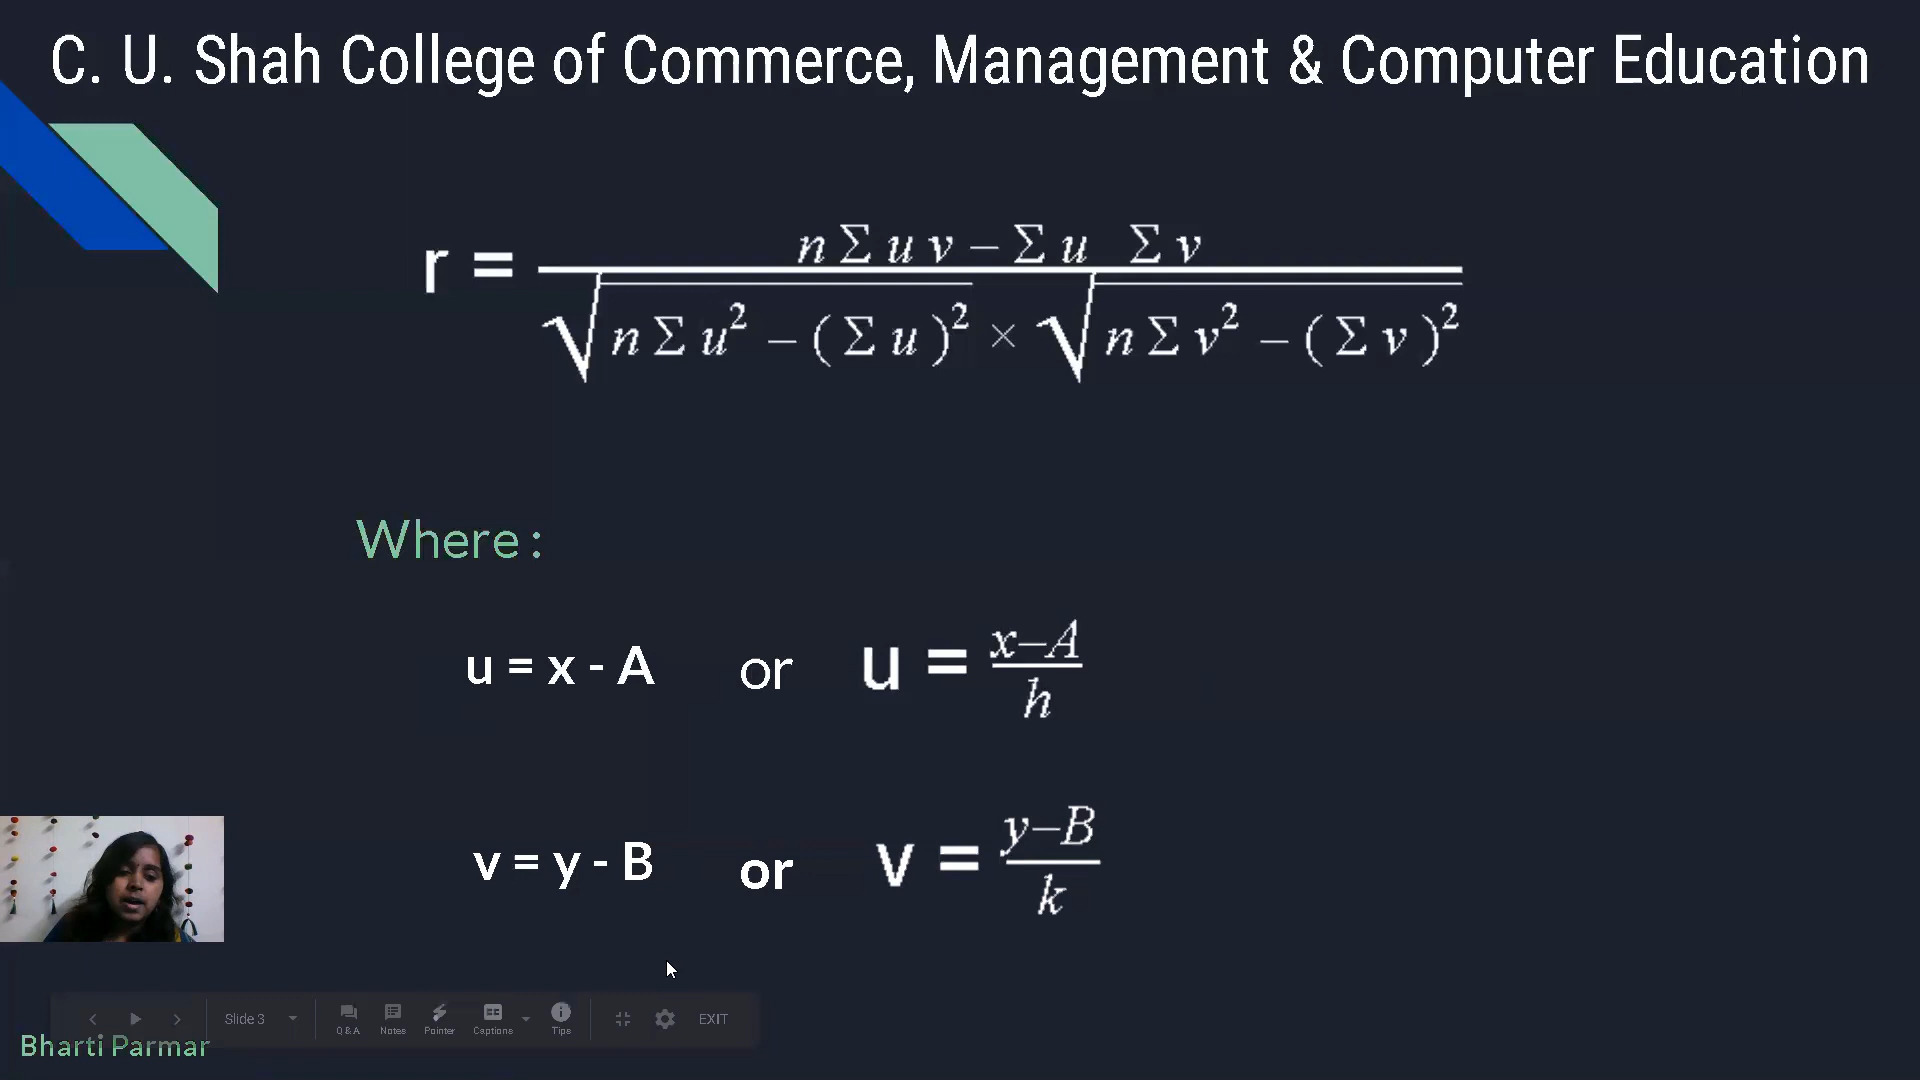 C. U. Shah College of Commerce, Management & Computer Education
r = n Σ u v – Σ u Σ v / √(n Σ u² – ( Σ u )²) × √(n Σ v² – ( Σ v )²)
Where :
u = x - A or u = x–A / h
v = y - B or v = y–B / k
Slide 3 Q & A Notes Pointer Captions Tips EXIT
Bharti Parmar